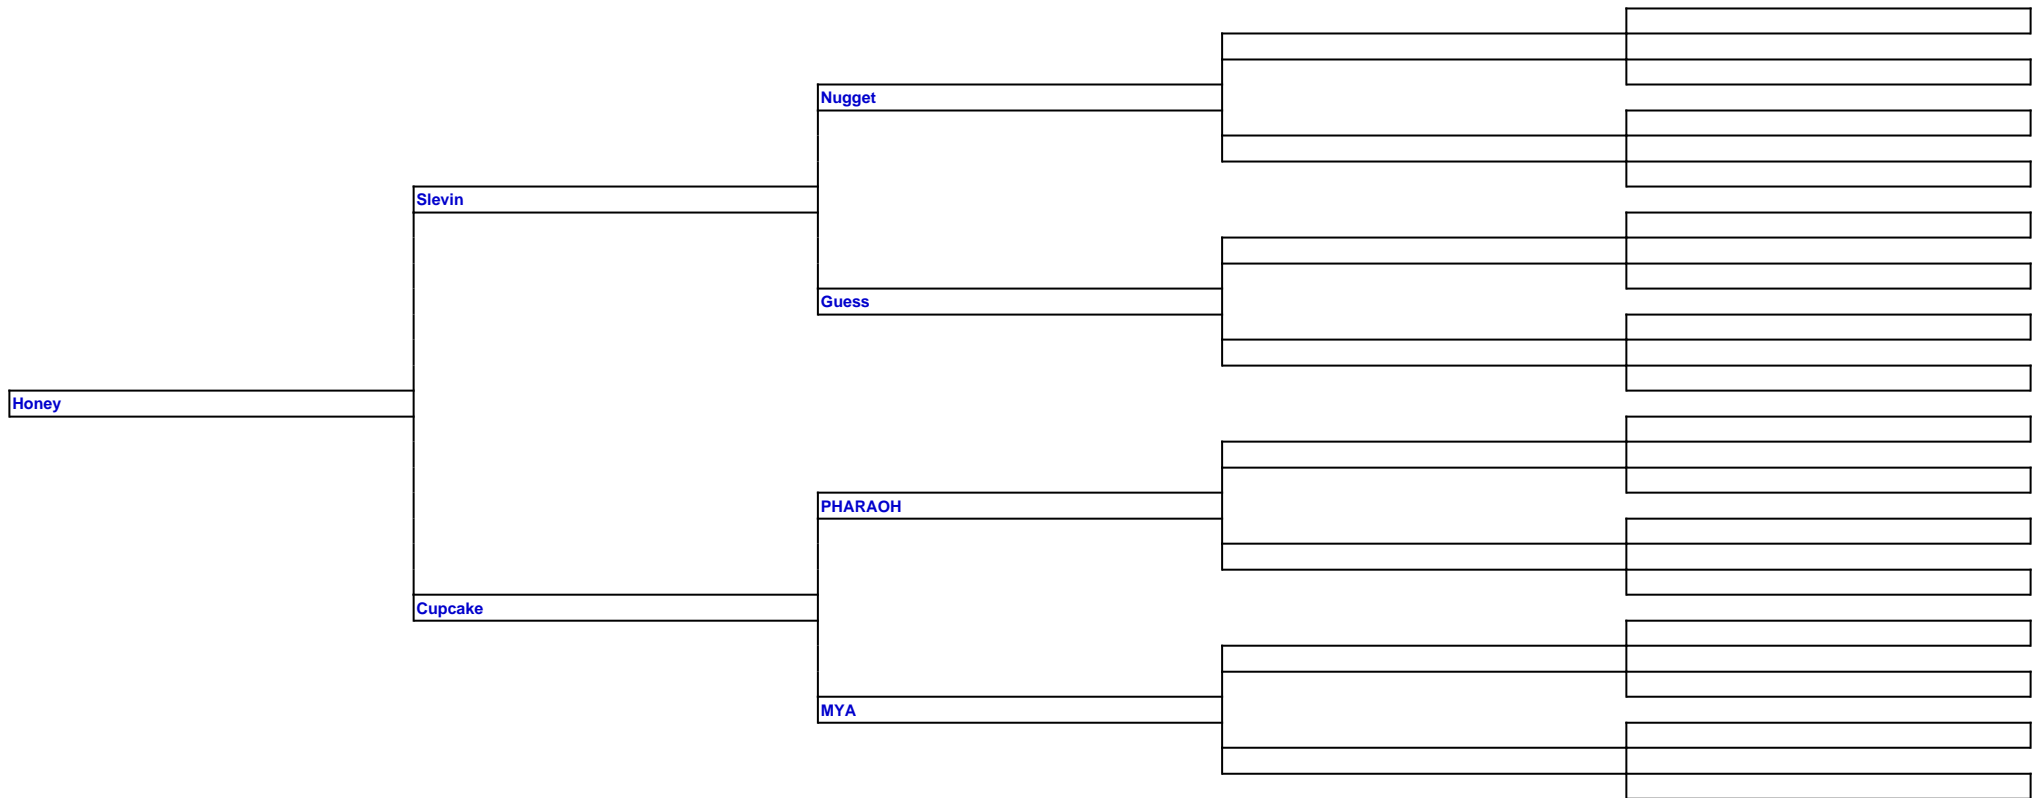 Nugget
Slevin
Guess
Honey
PHARAOH
Cupcake
MYA